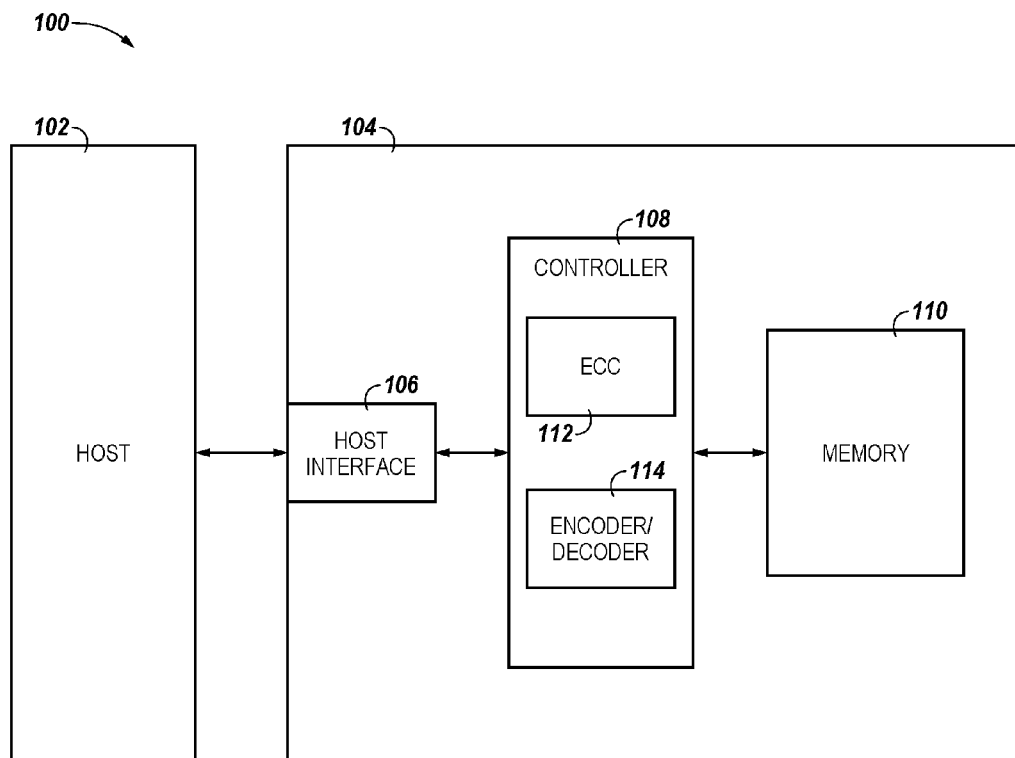 100
102
104
108
CONTROLLER
110
ECC
106
112
HOST
HOST
INTERFACE
MEMORY
114
ENCODER/
DECODER